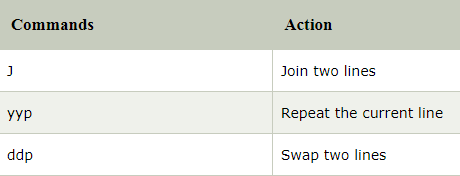 Commands Action
J Join two lines
yyp Repeat the current line
ddp Swap two lines